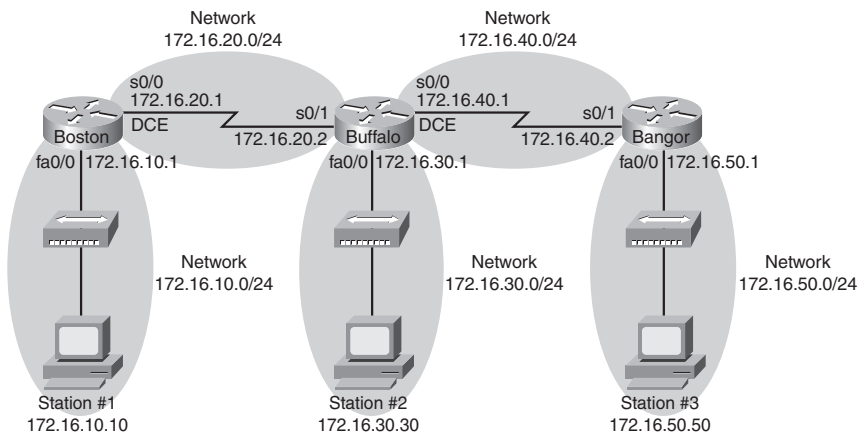 Network
172.16.20.0/24
Network
172.16.40.0/24
s0/0
172.16.20.1
DCE
s0/1
172.16.20.2
s0/0
172.16.40.1
DCE
s0/1
172.16.40.2
Boston
Buffalo
Bangor
fa0/0 172.16.10.1
fa0/0 172.16.30.1
fa0/0 172.16.50.1
Network
172.16.10.0/24
Network
172.16.30.0/24
Network
172.16.50.0/24
Station #1
172.16.10.10
Station #2
172.16.30.30
Station #3
172.16.50.50